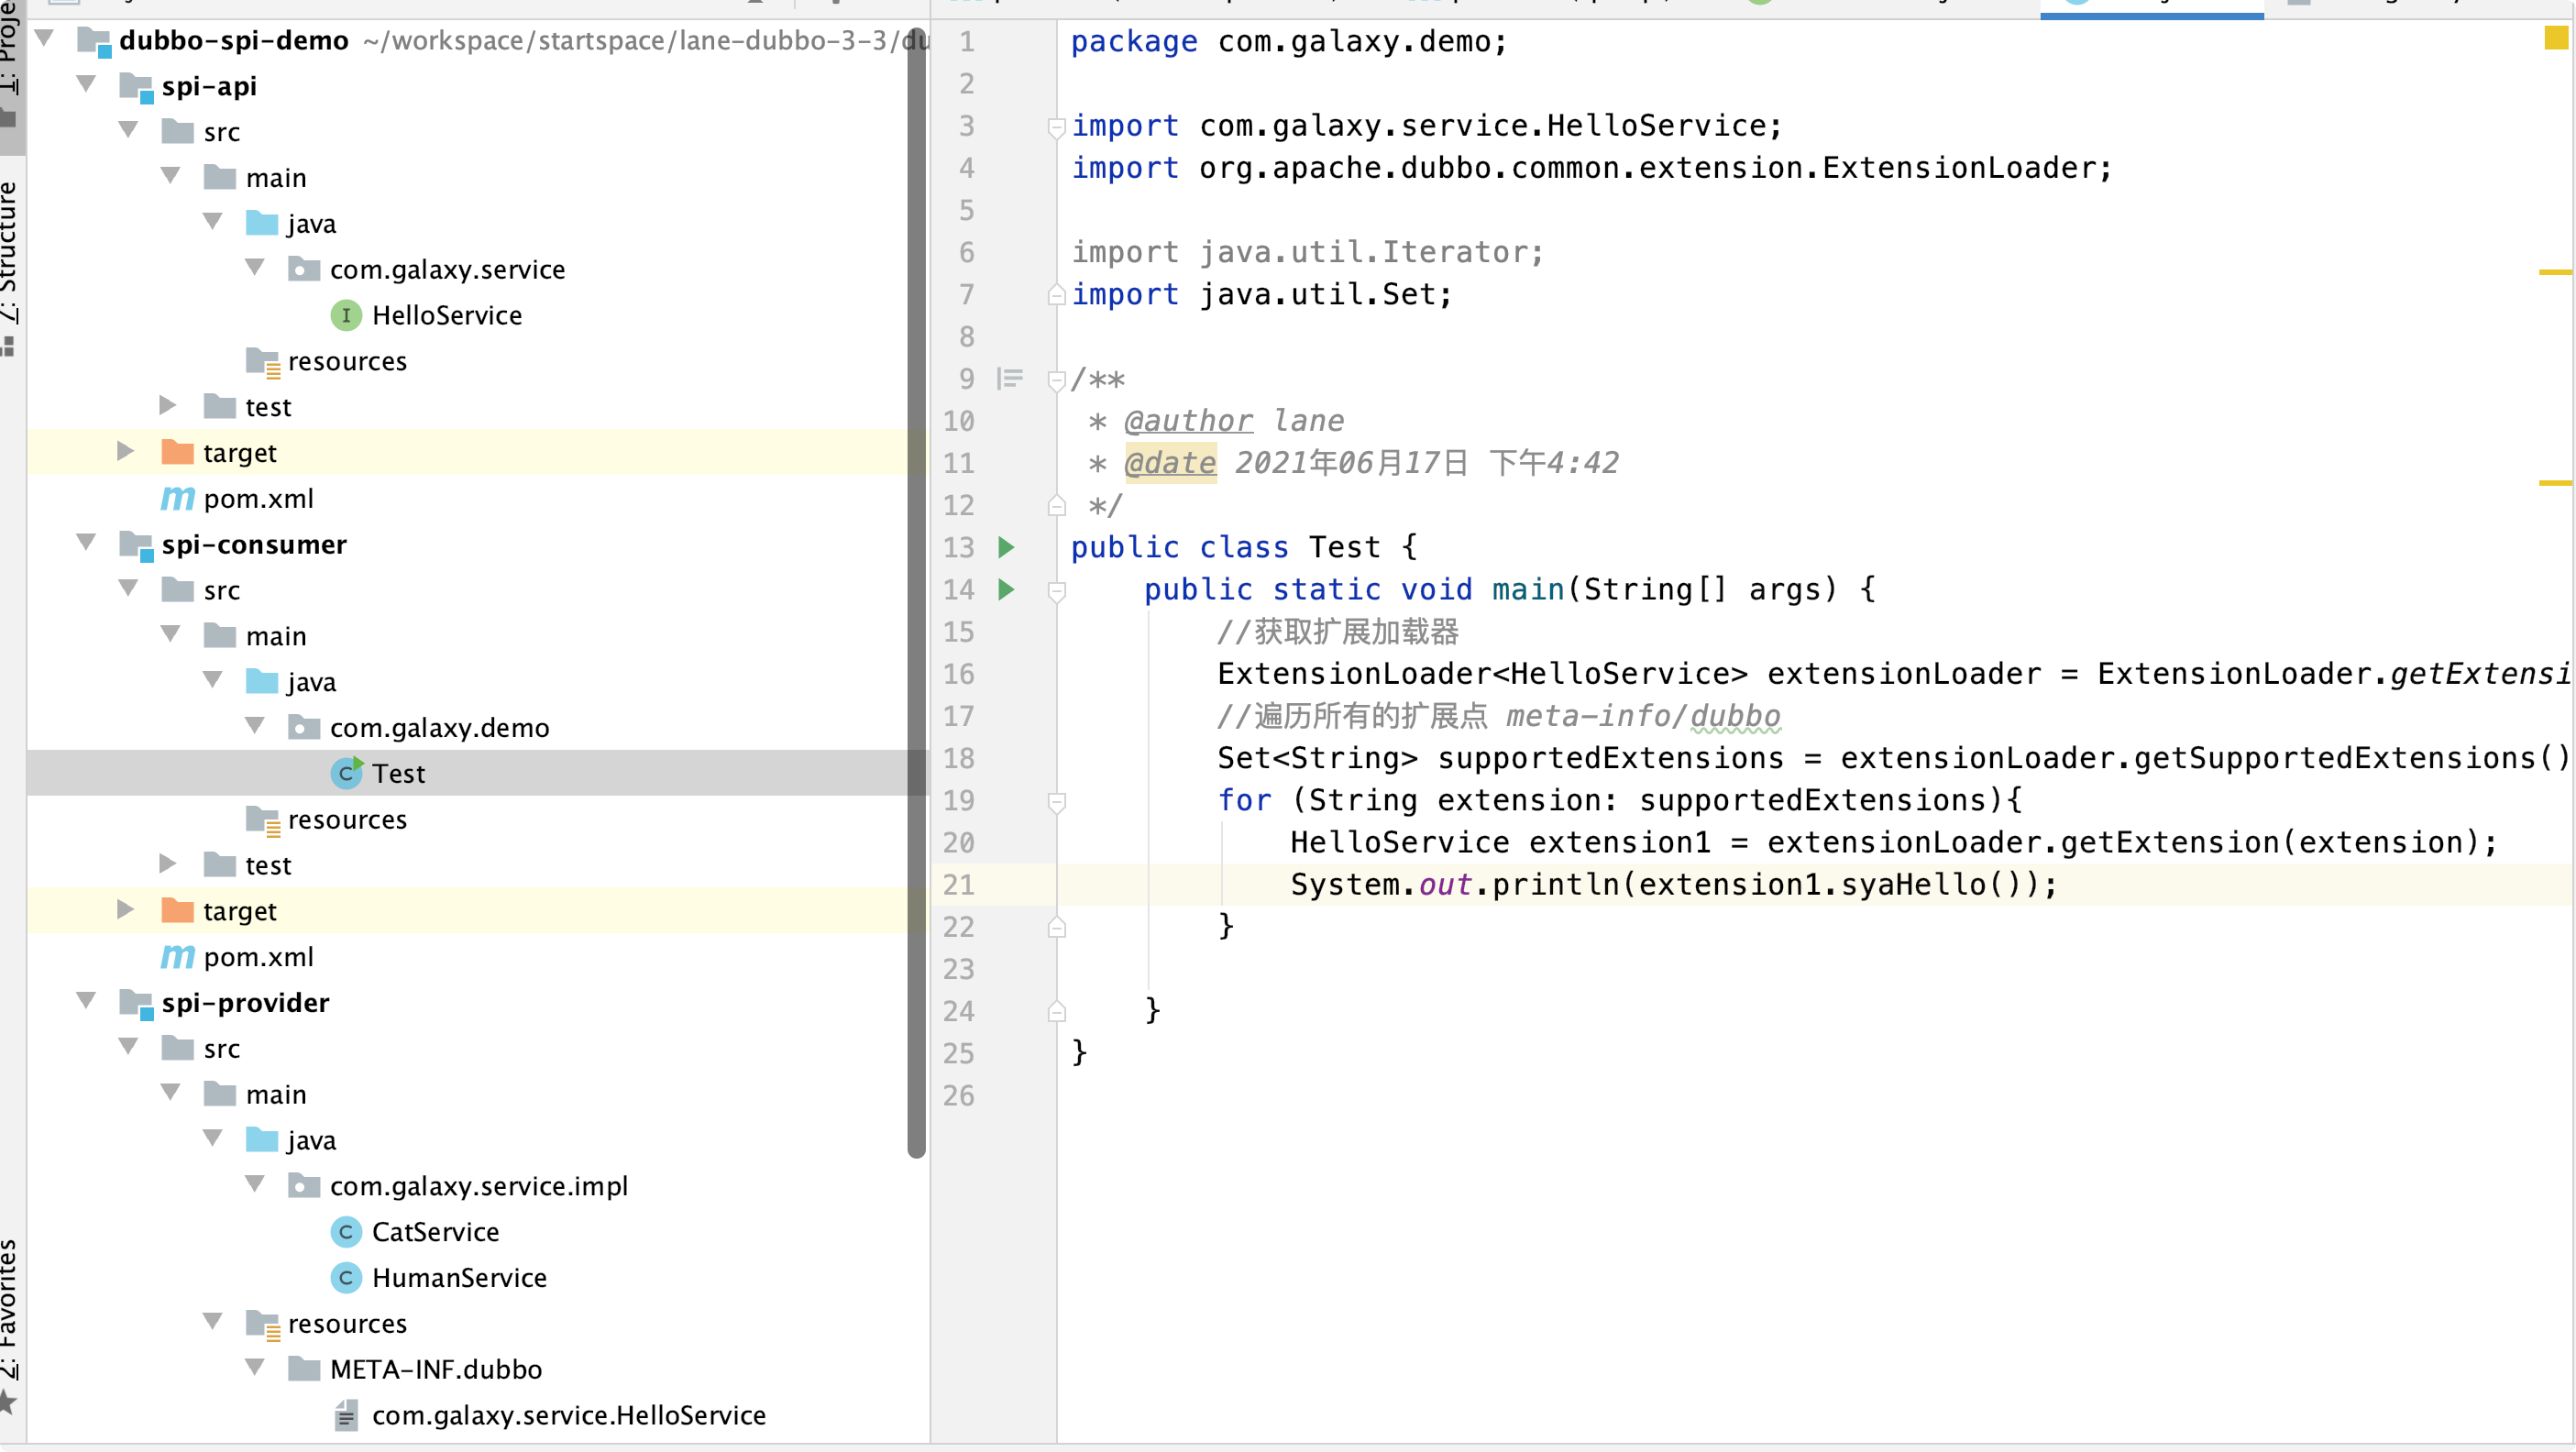 1: Proje
7: Structure
2: Favorites
dubbo-spi-demo ~/workspace/startspace/lane-dubbo-3-3/du
spi-api
src
main
java
com.galaxy.service
HelloService
resources
test
target
pom.xml
spi-consumer
src
main
java
com.galaxy.demo
Test
resources
test
target
pom.xml
spi-provider
src
main
java
com.galaxy.service.impl
CatService
HumanService
resources
META-INF.dubbo
com.galaxy.service.HelloService
1 package com.galaxy.demo;
2
3 import com.galaxy.service.HelloService;
4 import org.apache.dubbo.common.extension.ExtensionLoader;
5
6 import java.util.Iterator;
7 import java.util.Set;
8
9 /**
10 * @author lane
11 * @date 2021年06月17日 下午4:42
12 */
13 public class Test {
14 public static void main(String[] args) {
15 //获取扩展加载器
16 ExtensionLoader<HelloService> extensionLoader = ExtensionLoader.getExtensi
17 //遍历所有的扩展点 meta-info/dubbo
18 Set<String> supportedExtensions = extensionLoader.getSupportedExtensions()
19 for (String extension: supportedExtensions){
20 HelloService extension1 = extensionLoader.getExtension(extension);
21 System.out.println(extension1.syaHello());
22 }
23
24 }
25 }
26